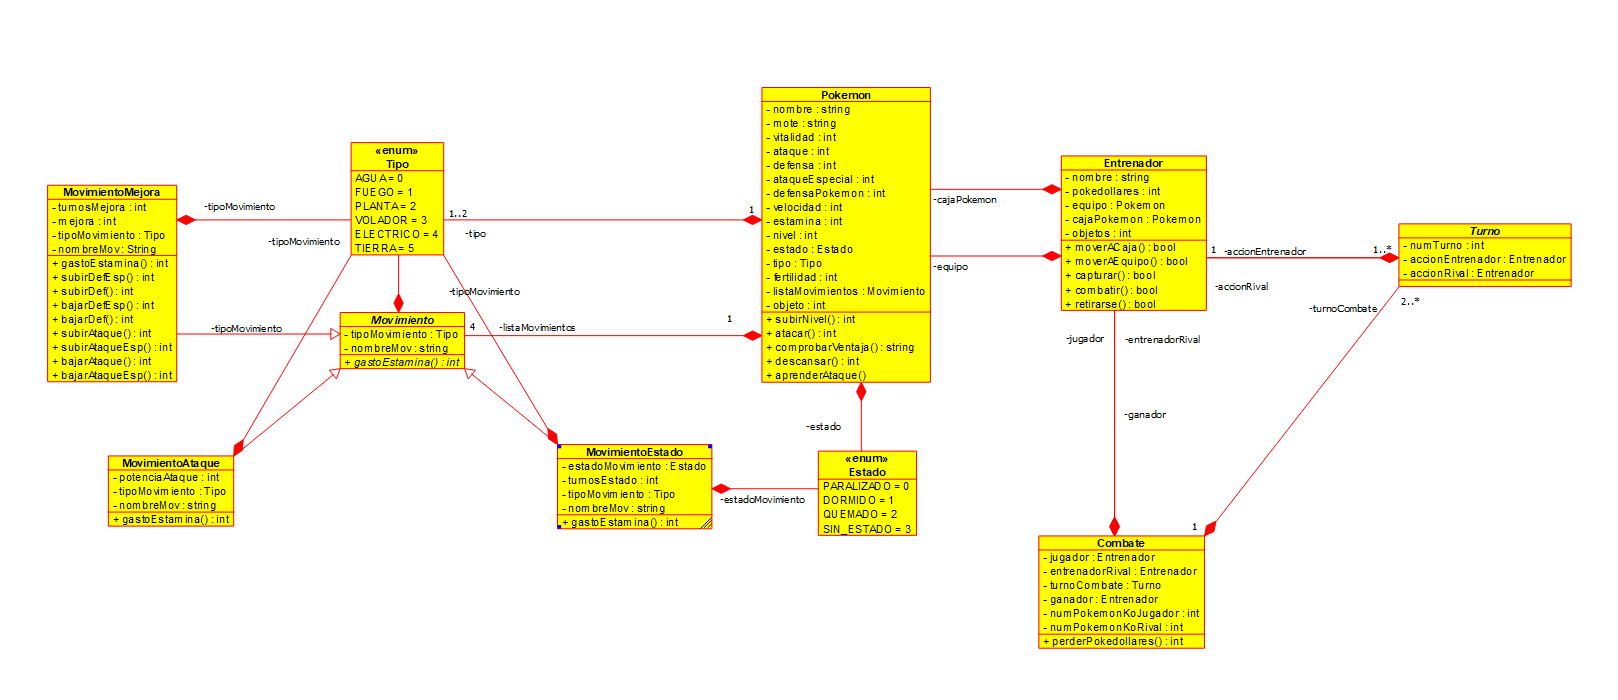 MovimientoMejora
- turnosMejora : int
- mejora : int
- tipoMovimiento : Tipo
- nombreMov : String
+ gastoEstamina() : int
+ subirDefEsp() : int
+ subirDef() : int
+ bajarDefEsp() : int
+ bajarDef() : int
+ subirAtaque() : int
+ subirAtaqueEsp() : int
+ bajarAtaque() : int
+ bajarAtaqueEsp() : int
-tipoMovimiento
-tipoMovimiento
-tipoMovimiento
«enum»
Tipo
AGUA = 0
FUEGO = 1
PLANTA = 2
VOLADOR = 3
ELECTRICO = 4
TIERRA = 5
1..2
-tipo
1
-tipoMovimiento
Movimiento
- tipoMovimiento : Tipo
- nombreMov : string
+ gastoEstamina() : int
4
-listaMovimientos
1
MovimientoAtaque
- potenciaAtaque : int
- tipoMovimiento : Tipo
- nombreMov : string
+ gastoEstamina() : int
MovimientoEstado
- estadoMovimiento : Estado
- turnosEstado : int
- tipoMovimiento : Tipo
- nombreMov : string
+ gastoEstamina() : int
-estadoMovimiento
Pokemon
- nombre : string
- mote : string
- vitalidad : int
- ataque : int
- defensa : int
- ataqueEspecial : int
- defensaPokemon : int
- velocidad : int
- estamina : int
- nivel : int
- estado : Estado
- tipo : Tipo
- fertilidad : int
- listaMovimientos : Movimiento
- objeto : int
+ subirNivel() : int
+ atacar() : int
+ comprobarVentaja() : string
+ descansar() : int
+ aprenderAtaque()
-estado
«enum»
Estado
PARALIZADO = 0
DORMIDO = 1
QUEMADO = 2
SIN_ESTADO = 3
-cajaPokemon
-equipo
Entrenador
- nombre : string
- pokedollares : int
- equipo : Pokemon
- cajaPokemon : Pokemon
- objetos : int
+ moverACaja() : bool
+ moverAEquipo() : bool
+ capturar() : bool
+ combatir() : bool
+ retirarse() : bool
1
-accionEntrenador
1..*
-accionRival
Turno
- numTurno : int
- accionEntrenador : Entrenador
- accionRival : Entrenador
2..*
-turnoCombate
-jugador
-entrenadorRival
-ganador
1
Combate
- jugador : Entrenador
- entrenadorRival : Entrenador
- turnoCombate : Turno
- ganador : Entrenador
- numPokemonKoJugador : int
- numPokemonKoRival : int
+ perderPokedollares() : int